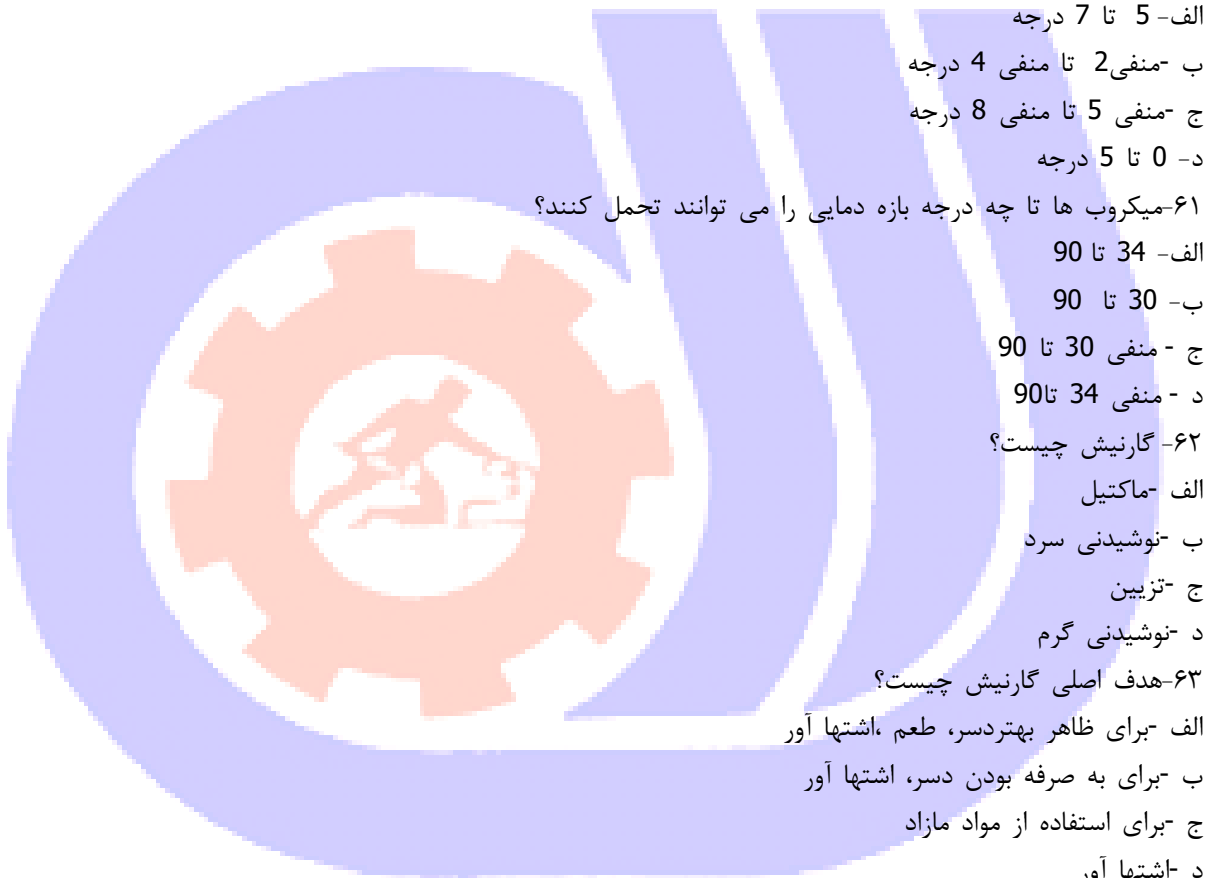 الف- 5 تا 7 درجه
ب -منفی2 تا منفی 4 درجه
ج -منفی 5 تا منفی 8 درجه
د- 0 تا 5 درجه
۶۱-میکروب ها تا چه درجه بازه دمایی را می توانند تحمل کنند؟
الف- 34 تا 90
ب- 30 تا 90
ج - منفی 30 تا 90
د - منفی 34 تا90
۶۲- گارنیش چیست؟
الف -ماکتیل
ب -نوشیدنی سرد
ج -تزیین
د -نوشیدنی گرم
۶۳-هدف اصلی گارنیش چیست؟
الف -برای ظاهر بهتردسر، طعم ،اشتها آور
ب -برای به صرفه بودن دسر، اشتها آور
ج -برای استفاده از مواد مازاد
د -اشتها آور